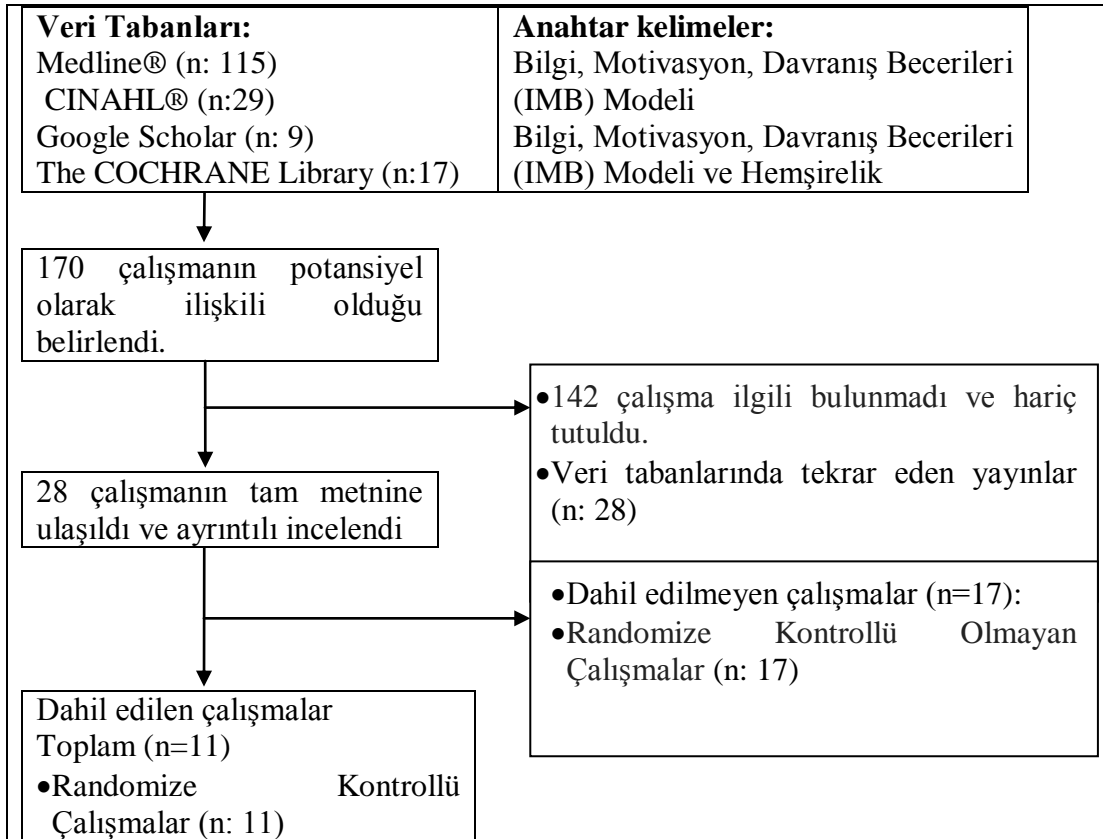 Veri Tabanları:
Medline® (n: 115)
CINAHL® (n:29)
Google Scholar (n: 9)
The COCHRANE Library (n:17)
Anahtar kelimeler:
Bilgi, Motivasyon, Davranış Becerileri
(IMB) Modeli
Bilgi, Motivasyon, Davranış Becerileri
(IMB) Modeli ve Hemşirelik
170 çalışmanın potansiyel
olarak ilişkili olduğu
belirlendi.
•142 çalışma ilgili bulunmadı ve hariç
tutuldu.
•Veri tabanlarında tekrar eden yayınlar
(n: 28)
28 çalışmanın tam metnine
ulaşıldı ve ayrıntılı incelendi
•Dahil edilmeyen çalışmalar (n=17):
•Randomize Kontrollü Olmayan
Çalışmalar (n: 17)
Dahil edilen çalışmalar
Toplam (n=11)
•Randomize Kontrollü
Çalışmalar (n: 11)